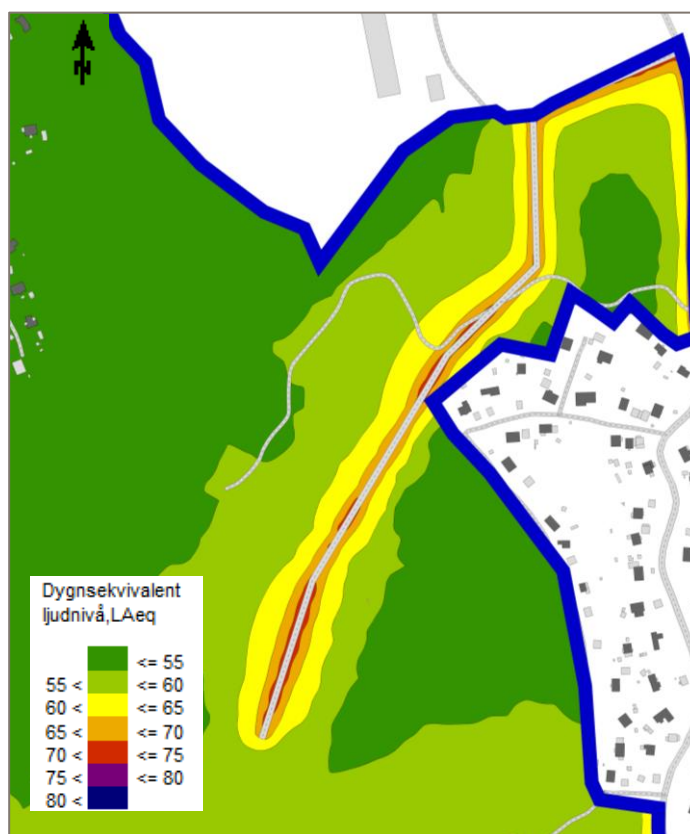 N
Dygnsekvivalent
ljudnivå,LAeq
<= 55
55 < <= 60
60 < <= 65
65 < <= 70
70 < <= 75
75 < <= 80
80 <